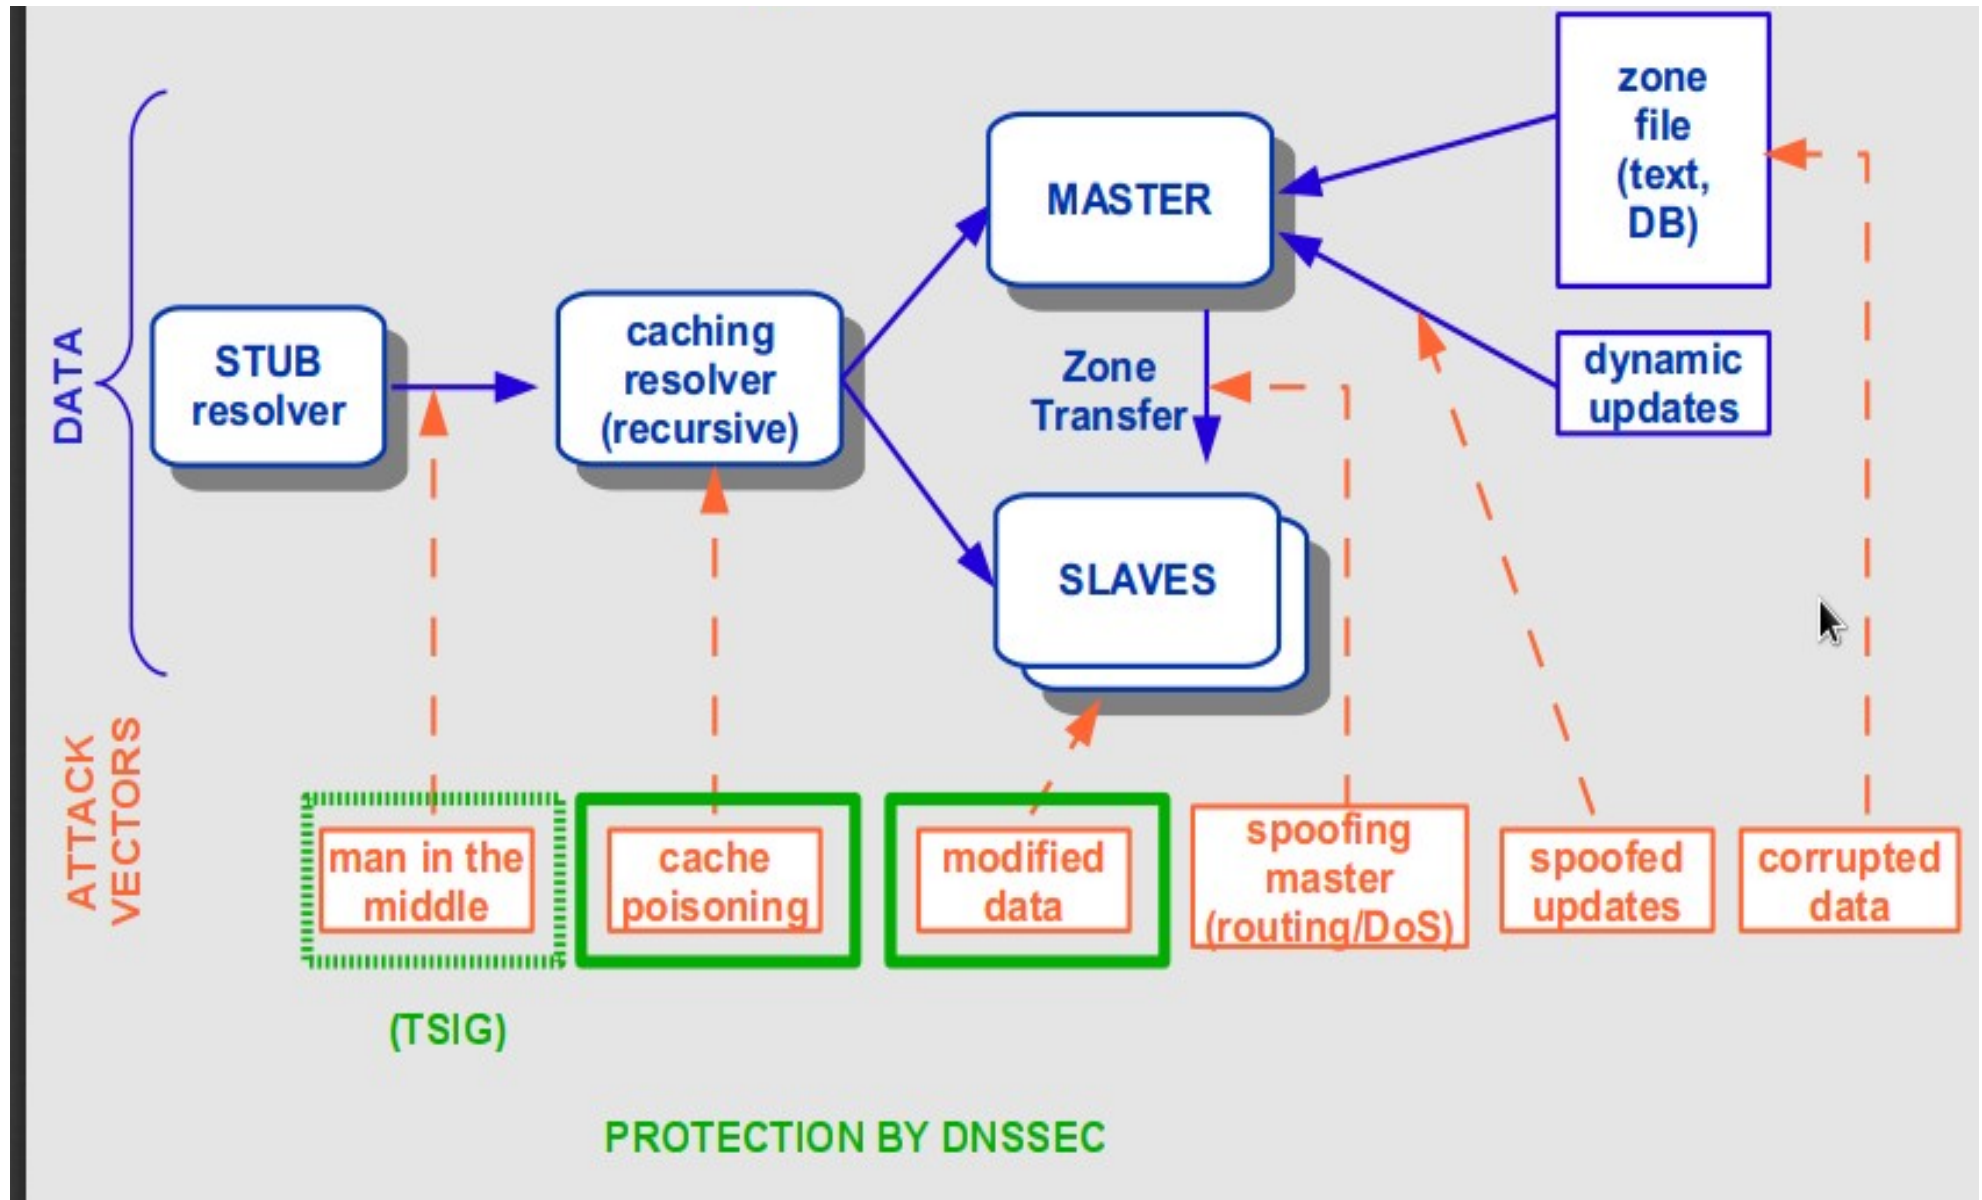 zone
file
(text,
DB)
MASTER
STUB
resolver
caching
resolver
(recursive)
Zone
Transfer
dynamic
updates
DATA
SLAVES
ATTACK
VECTORS
man in the
middle
cache
poisoning
modified
data
spoofing
master
(routing/DoS)
spoofed
updates
corrupted
data
(TSIG)
PROTECTION BY DNSSEC